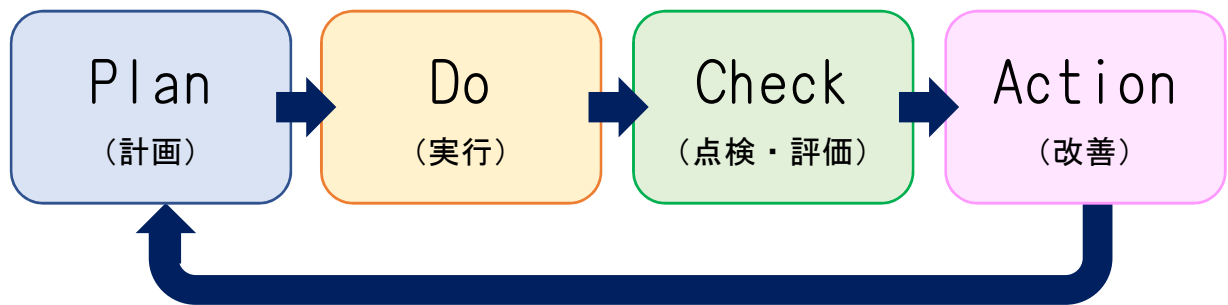 Plan
(計画)
Do
(実行)
Check
(点検・評価)
Action
(改善)